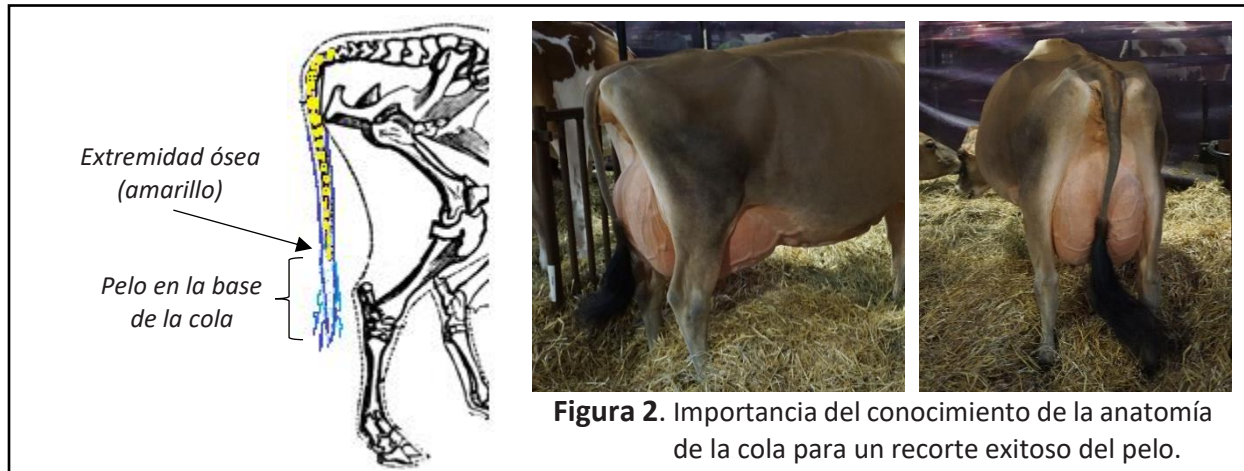 Extremidad ósea
(amarillo)
Pelo en la base
de la cola
Figura 2. Importancia del conocimiento de la anatomía
de la cola para un recorte exitoso del pelo.